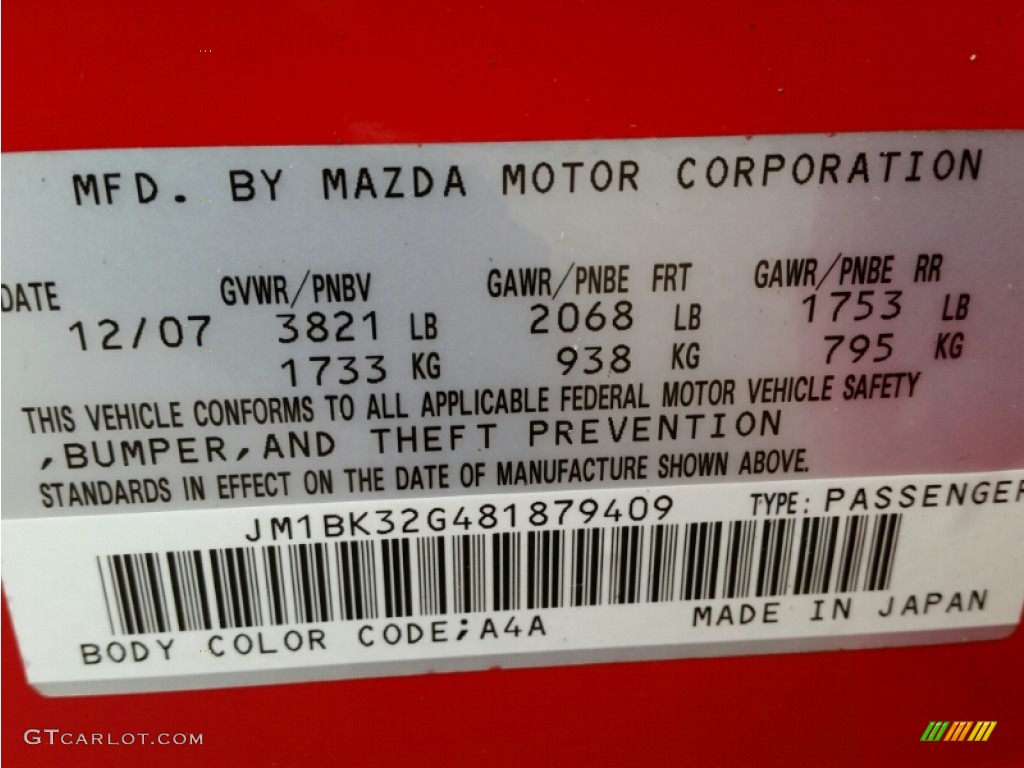 MFD. BY MAZDA MOTOR CORPORATION
DATE GVWR/PNBV GAWR/PNBE FRT GAWR/PNBE RR
12/07 3821 LB 2068 LB 1753 LB
1733 KG 938 KG 795 KG
THIS VEHICLE CONFORMS TO ALL APPLICABLE FEDERAL MOTOR VEHICLE SAFETY
,BUMPER,AND THEFT PREVENTION
STANDARDS IN EFFECT ON THE DATE OF MANUFACTURE SHOWN ABOVE.
JM1BK32G481879409 TYPE: PASSENGER
BODY COLOR CODE;A4A MADE IN JAPAN
GTCARLOT.COM